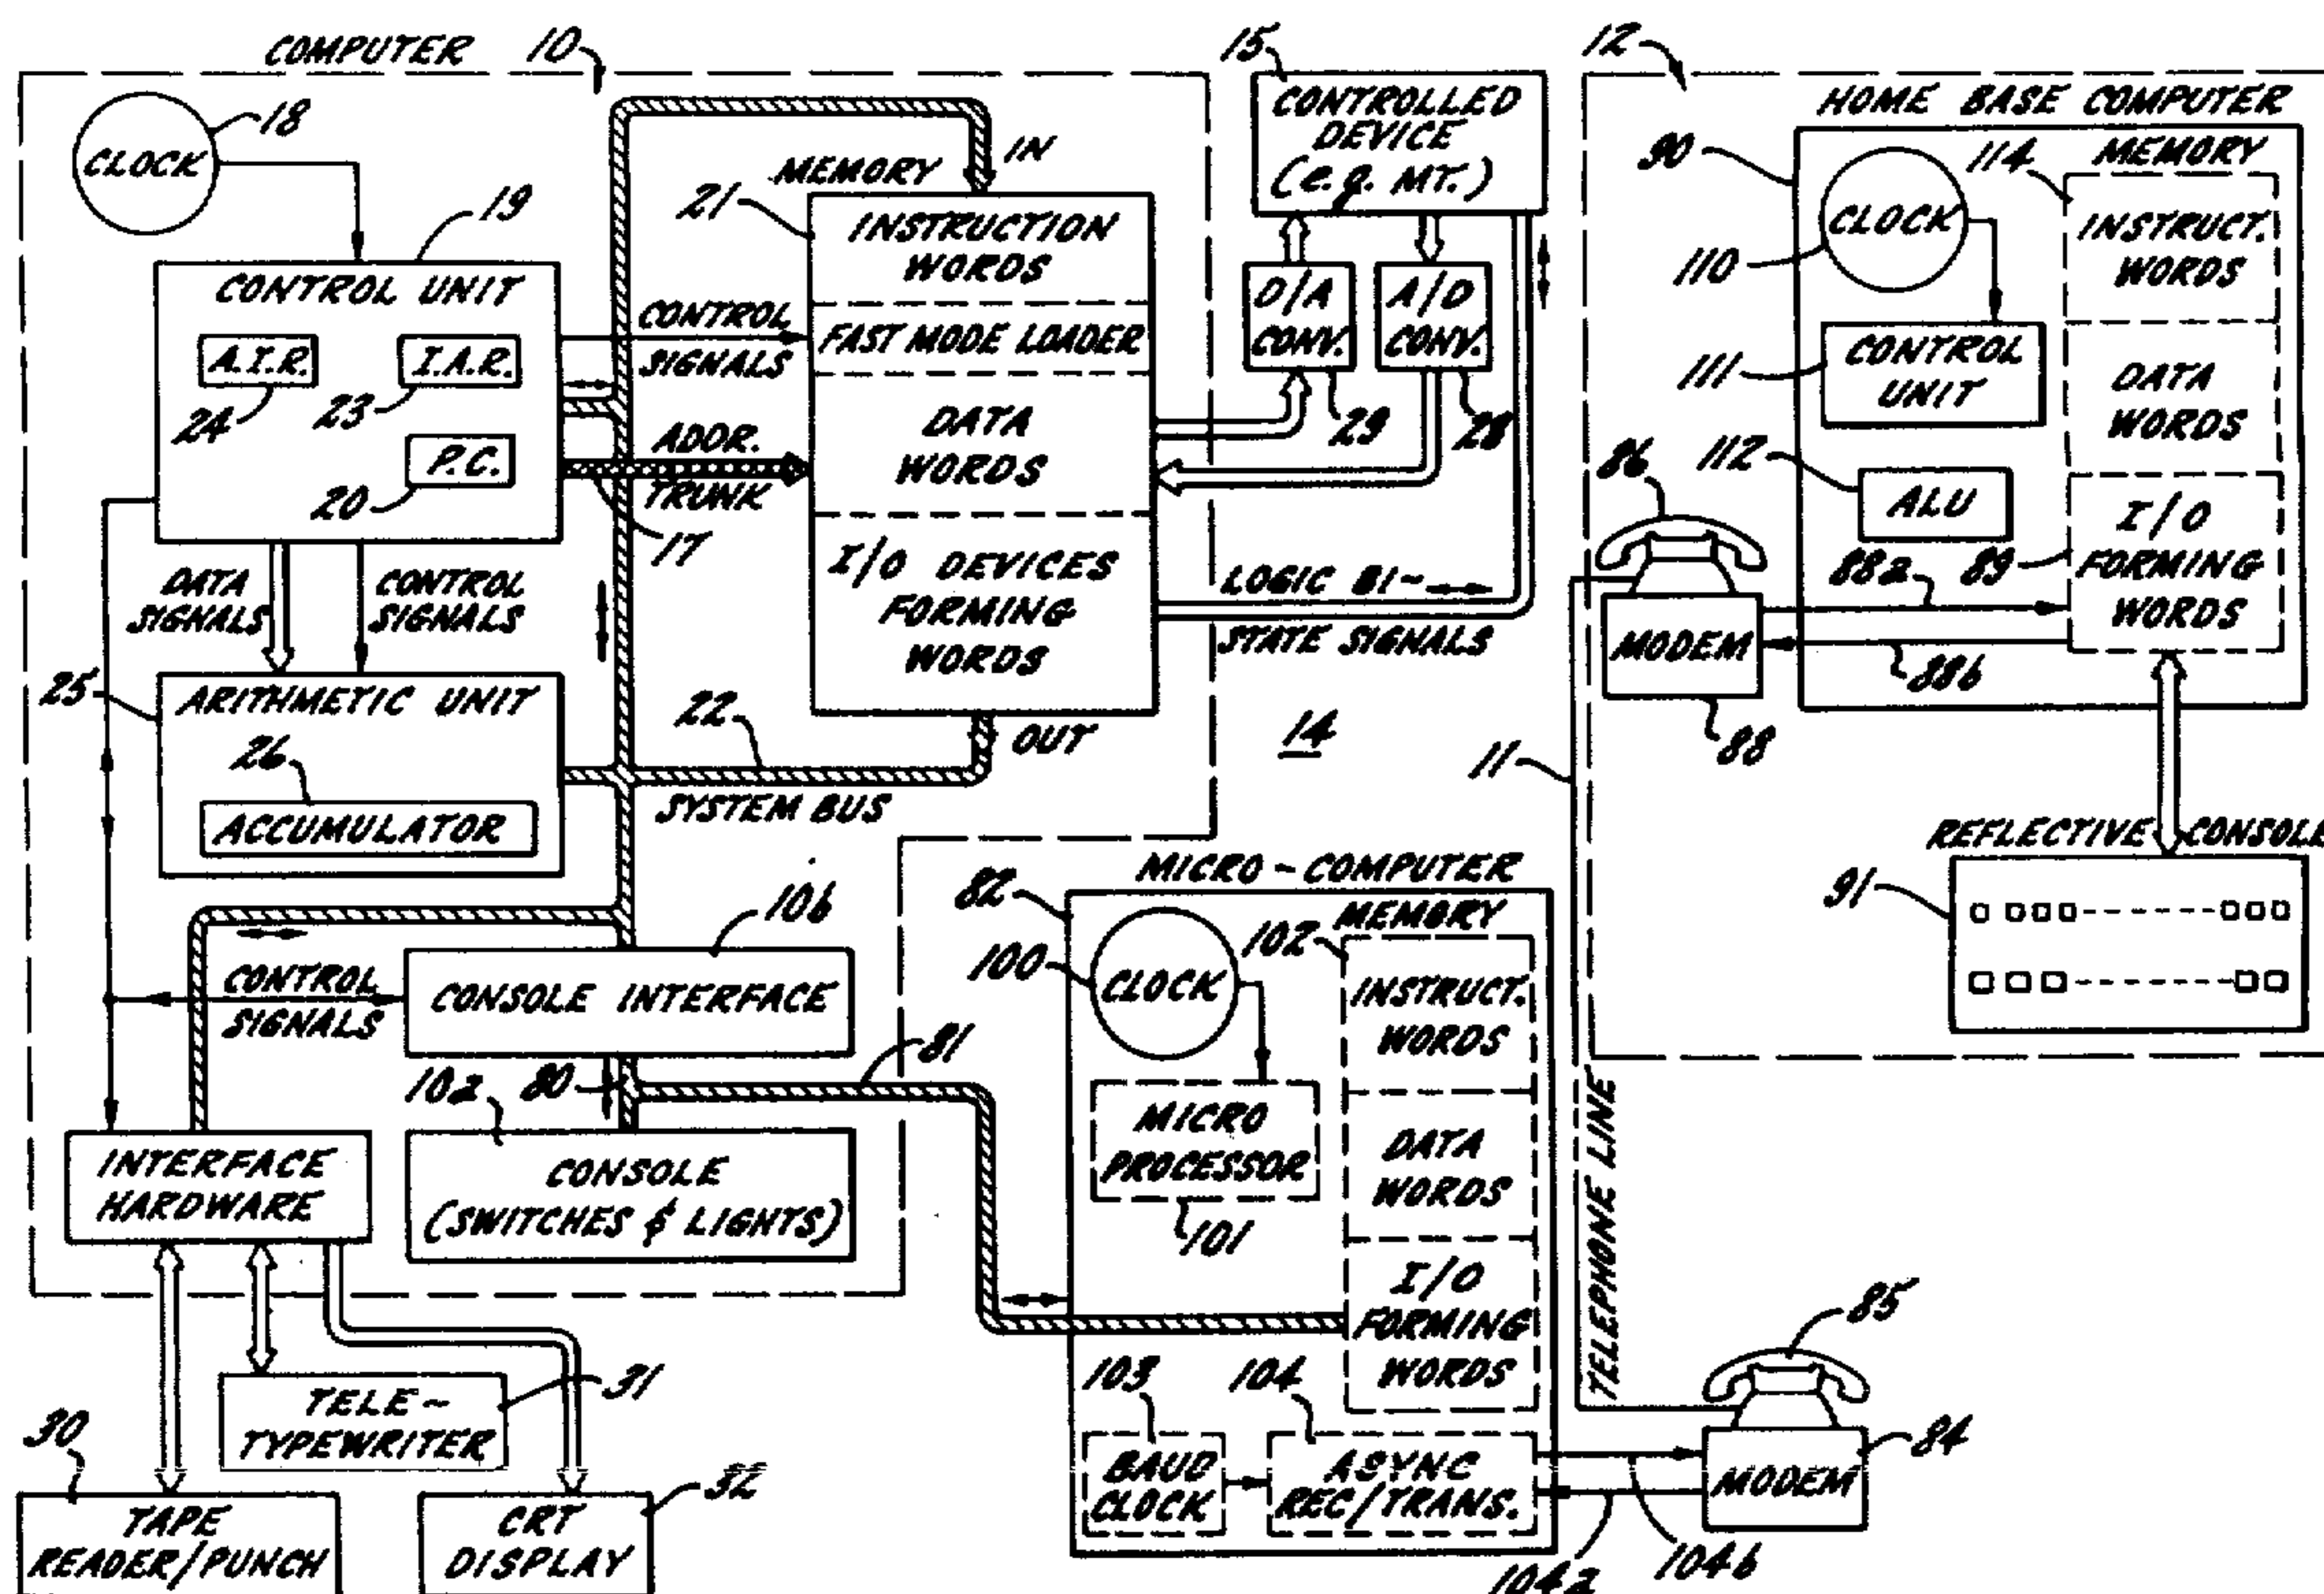 COMPUTER 10
18
CLOCK
19
CONTROL UNIT
A.I.R.
I.A.R.
24
23
P.C.
20
CONTROL
SIGNALS
ADDR.
TRUNK
17
MEMORY
IN
21
INSTRUCTION
WORDS
FAST MODE LOADER
DATA
WORDS
I/O DEVICES
FORMING
WORDS
OUT
DATA
SIGNALS
CONTROL
SIGNALS
25
ARITHMETIC UNIT
26
ACCUMULATOR
22
SYSTEM BUS
14
15
CONTROLLED
DEVICE
(e.g. MT.)
D/A
CONV.
A/D
CONV.
29
28
LOGIC BI-
STATE SIGNALS
CONTROL
SIGNALS
10b
CONSOLE INTERFACE
81
10a
80
CONSOLE
(SWITCHES & LIGHTS)
INTERFACE
HARDWARE
31
TELE-
TYPEWRITER
30
TAPE
READER/PUNCH
32
CRT
DISPLAY
MICRO-COMPUTER
82
MEMORY
100
CLOCK
102
INSTRUCT.
WORDS
MICRO
PROCESSOR
101
DATA
WORDS
I/O
FORMING
WORDS
103
BAUD
CLOCK
104
ASYNC
REC/TRANS.
104a
104b
85
84
MODEM
TELEPHONE LINE
11
12
HOME BASE COMPUTER
90
MEMORY
114
CLOCK
110
INSTRUCT.
WORDS
111
CONTROL
UNIT
DATA
WORDS
112
ALU
89
I/O
FORMING
WORDS
86
88a
MODEM
88b
88
REFLECTIVE CONSOLE
91